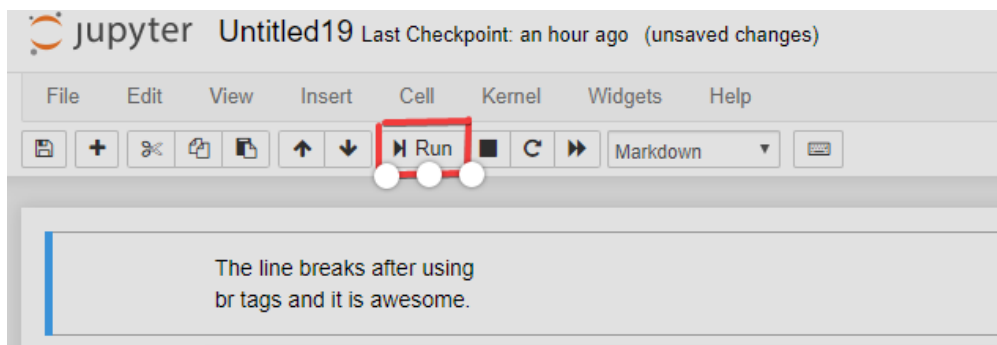 jupyter Untitled19 Last Checkpoint: an hour ago (unsaved changes)
File Edit View Insert Cell Kernel Widgets Help
Run Markdown
The line breaks after using
br tags and it is awesome.